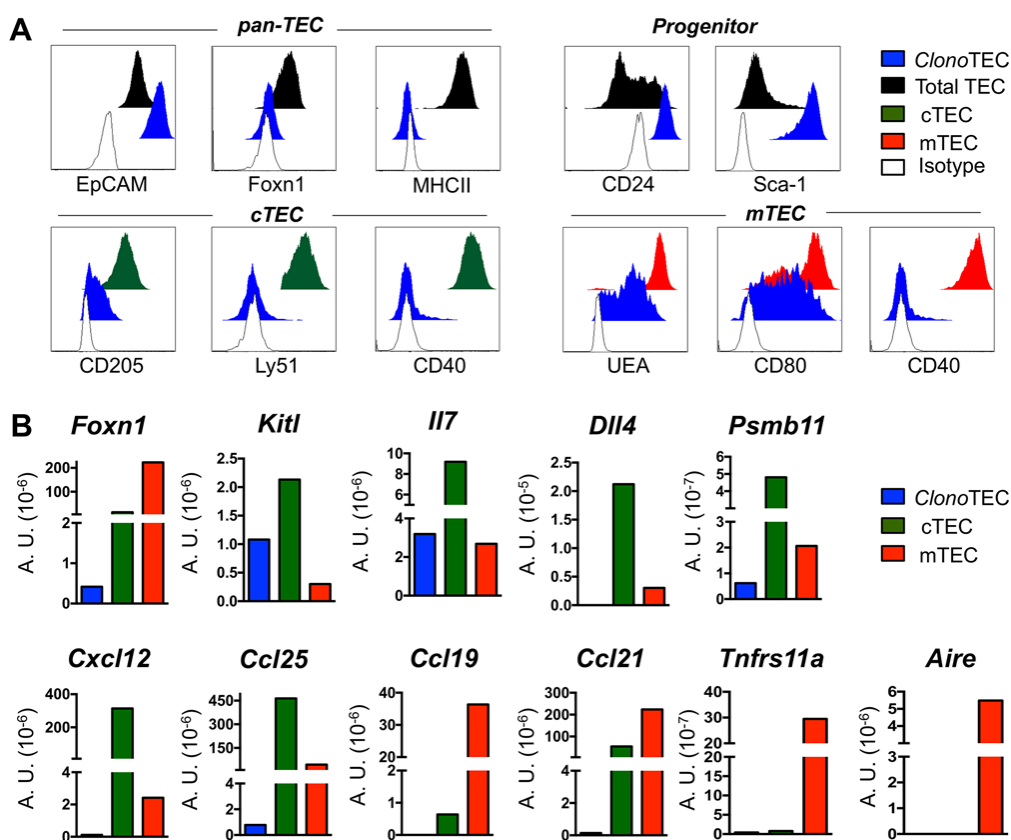 A
pan-TEC
Progenitor
EpCAM
Foxn1
MHCII
CD24
Sca-1
ClonoTEC
Total TEC
cTEC
mTEC
Isotype
cTEC
mTEC
CD205
Ly51
CD40
UEA
CD80
CD40
B
Foxn1
Kitl
Il7
Dll4
Psmb11
A. U. (10-6)
200
100
2
1
0
A. U. (10-6)
2.5
2.0
1.5
1.0
0.5
0.0
A. U. (10-6)
10
8
6
4
2
0
A. U. (10-5)
2.5
2.0
1.5
1.0
0.5
0.0
A. U. (10-7)
6
5
4
3
2
1
0
ClonoTEC
cTEC
mTEC
Cxcl12
Ccl25
Ccl19
Ccl21
Tnfrs11a
Aire
A. U. (10-6)
400
200
4
2
0
A. U. (10-6)
450
300
150
4
2
0
A. U. (10-6)
40
30
20
2
1
0
A. U. (10-6)
300
200
100
4
2
0
A. U. (10-7)
40
30
20
20
15
10
5
0
A. U. (10-6)
6
5
4
3
2
1
0